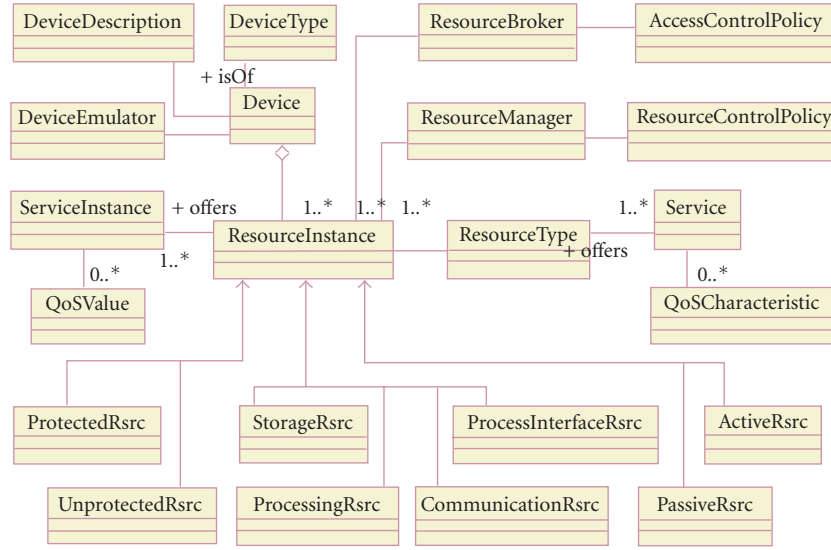 DeviceDescription
DeviceType
ResourceBroker
AccessControlPolicy
+ isOf
Device
DeviceEmulator
ResourceManager
ResourceControlPolicy
ServiceInstance
+ offers
1..*
1..*
1..*
1..*
Service
ResourceInstance
ResourceType
+ offers
1..*
0..*
0..*
QoSValue
QoSCharacteristic
ProtectedRsrc
StorageRsrc
ProcessInterfaceRsrc
ActiveRsrc
UnprotectedRsrc
ProcessingRsrc
CommunicationRsrc
PassiveRsrc